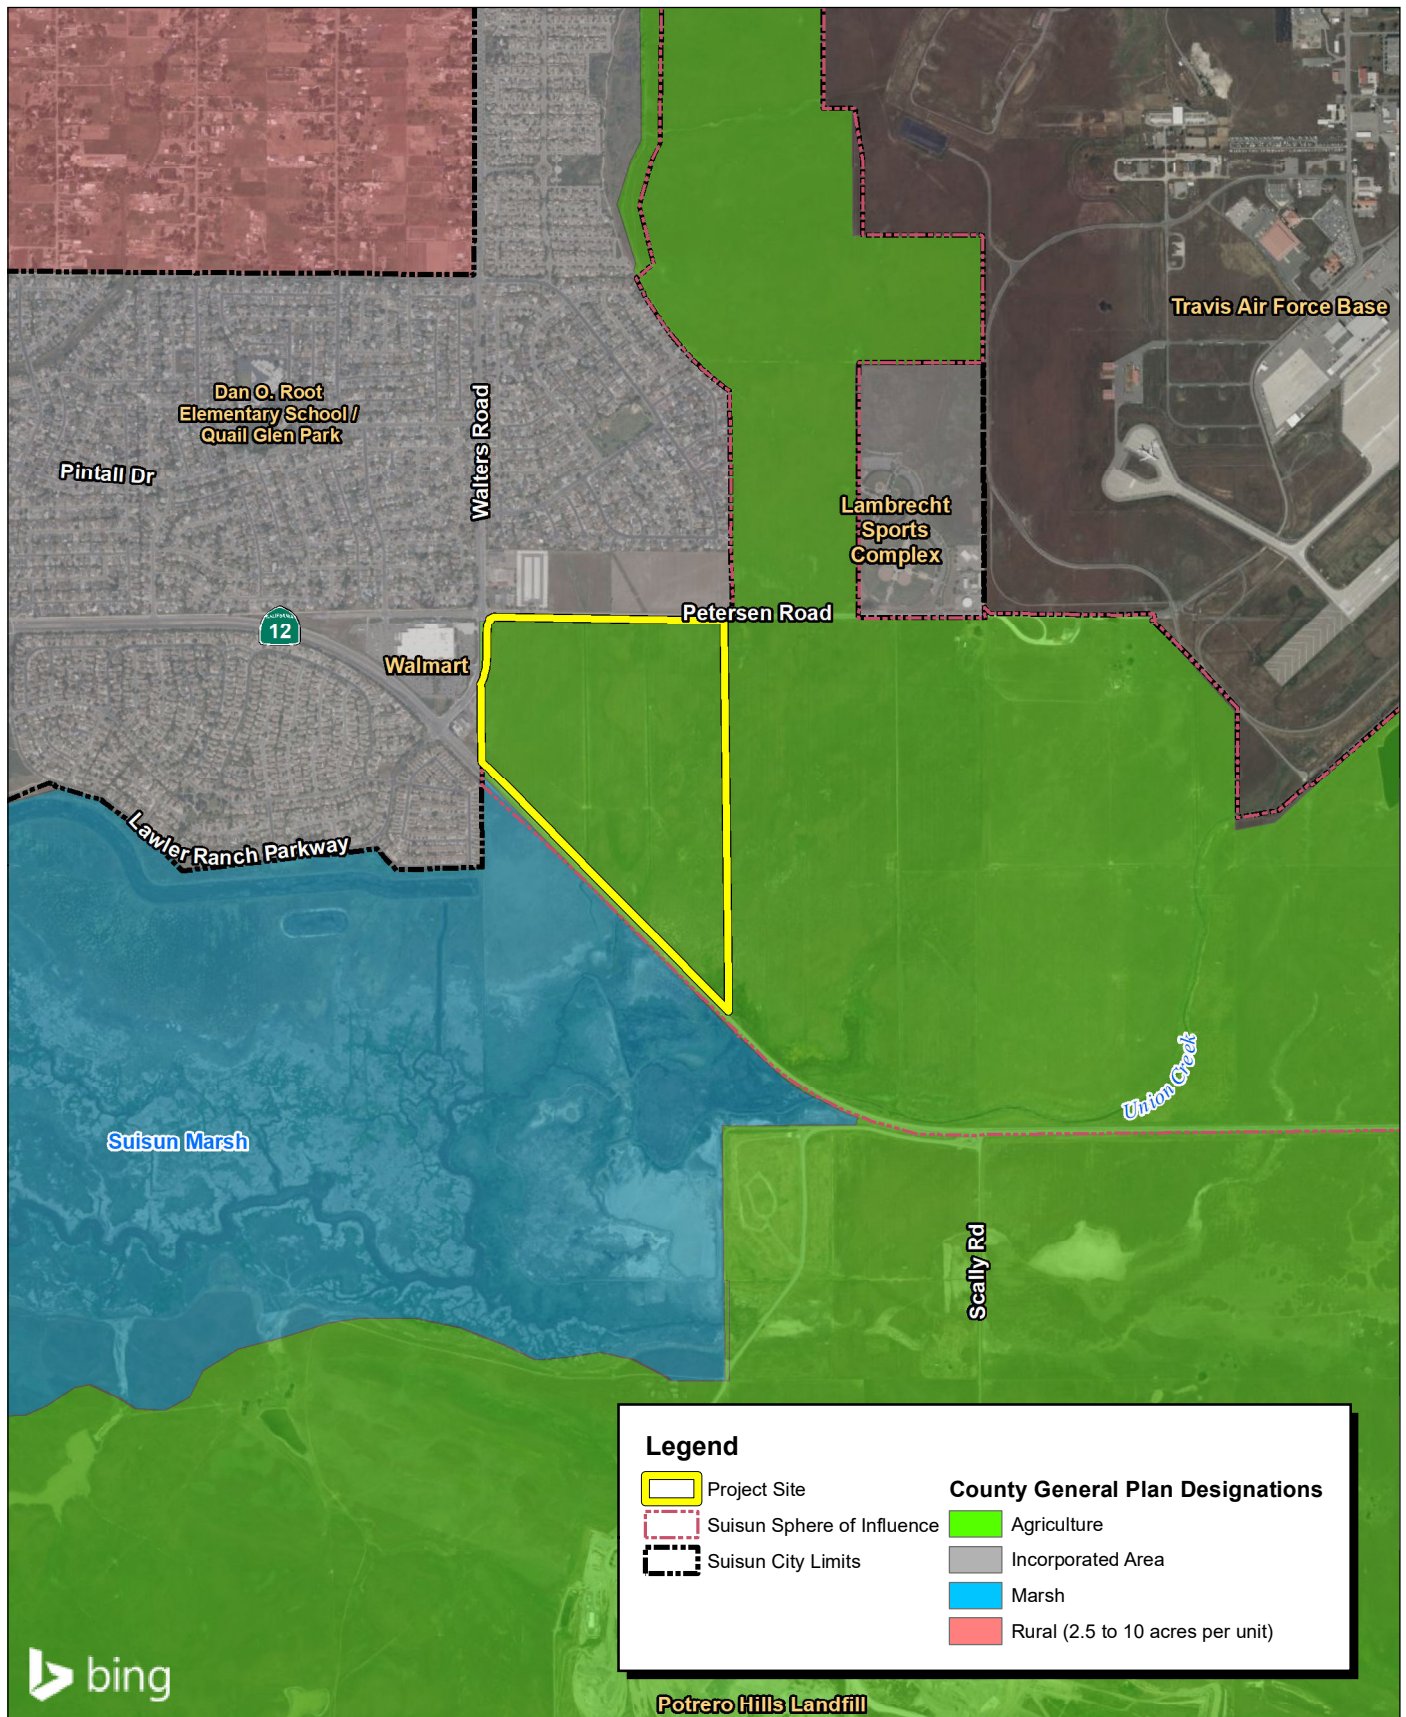 Travis Air Force Base
Dan O. Root
Elementary School /
Quail Glen Park
Pintall Dr
Walters Road
Lambrecht
Sports
Complex
Petersen Road
CALIFORNIA
12
Walmart
Lawler Ranch Parkway
Union Creek
Suisun Marsh
Scally Rd
Legend
Project Site
Suisun Sphere of Influence
Suisun City Limits
County General Plan Designations
Agriculture
Incorporated Area
Marsh
Rural (2.5 to 10 acres per unit)
bing
Potrero Hills Landfill